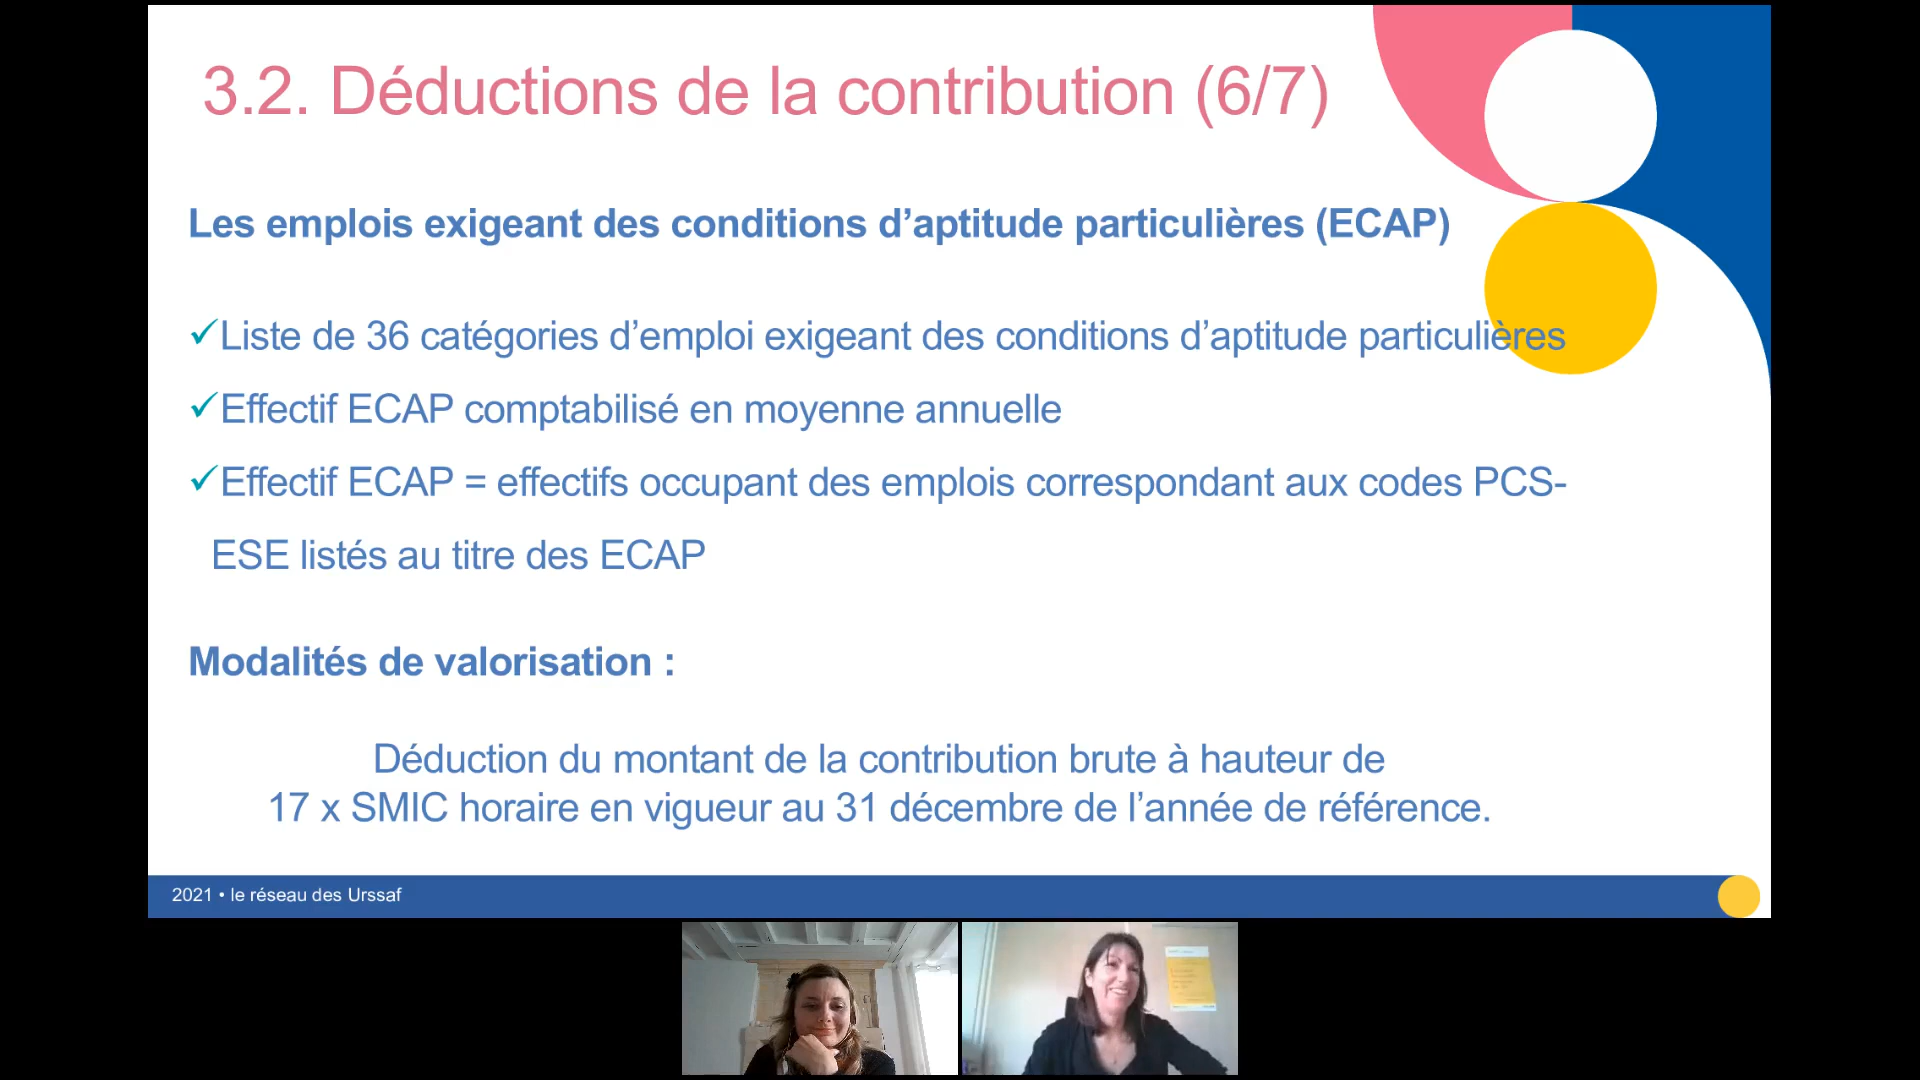 3.2. Déductions de la contribution (6/7)
Les emplois exigeant des conditions d’aptitude particulières (ECAP)
✓Liste de 36 catégories d’emploi exigeant des conditions d’aptitude particulières
✓Effectif ECAP comptabilisé en moyenne annuelle
✓Effectif ECAP = effectifs occupant des emplois correspondant aux codes PCS-
ESE listés au titre des ECAP
Modalités de valorisation :
Déduction du montant de la contribution brute à hauteur de
17 x SMIC horaire en vigueur au 31 décembre de l’année de référence.
2021 • le réseau des Urssaf